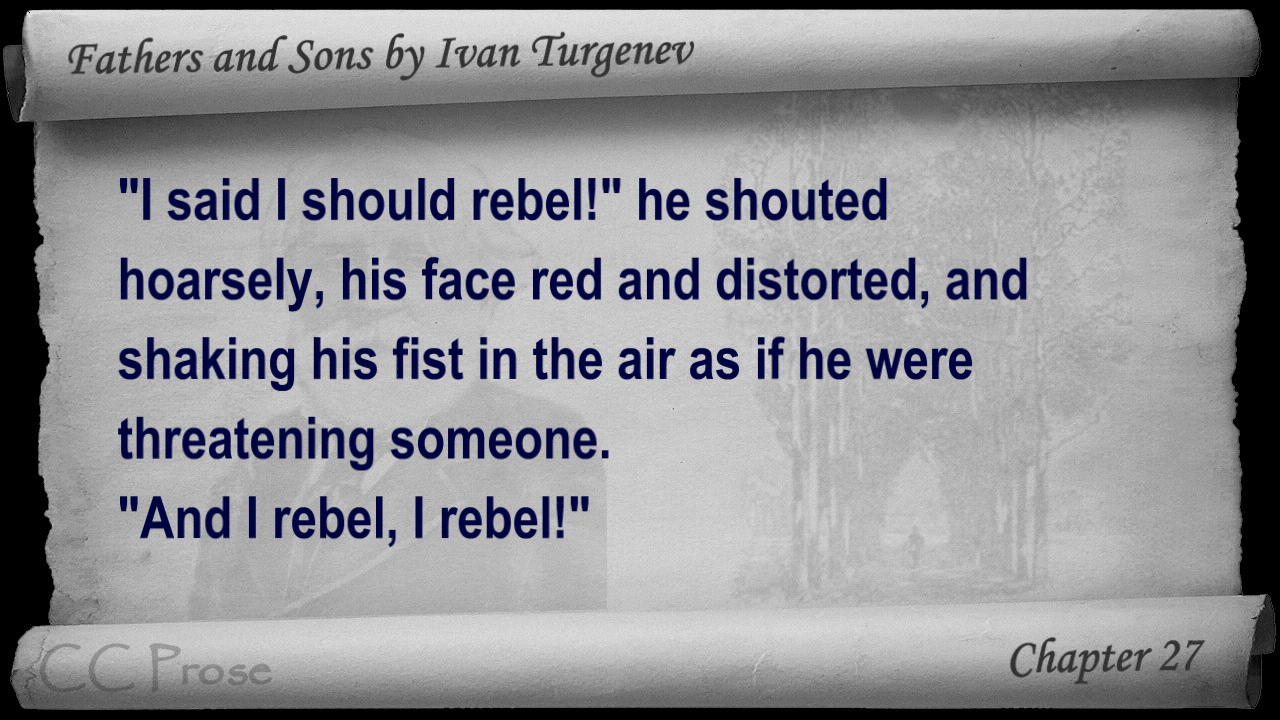 Fathers and Sons by Ivan Turgenev
"I said I should rebel!" he shouted
hoarsely, his face red and distorted, and
shaking his fist in the air as if he were
threatening someone.
"And I rebel, I rebel!"
CC Prose
Chapter 27